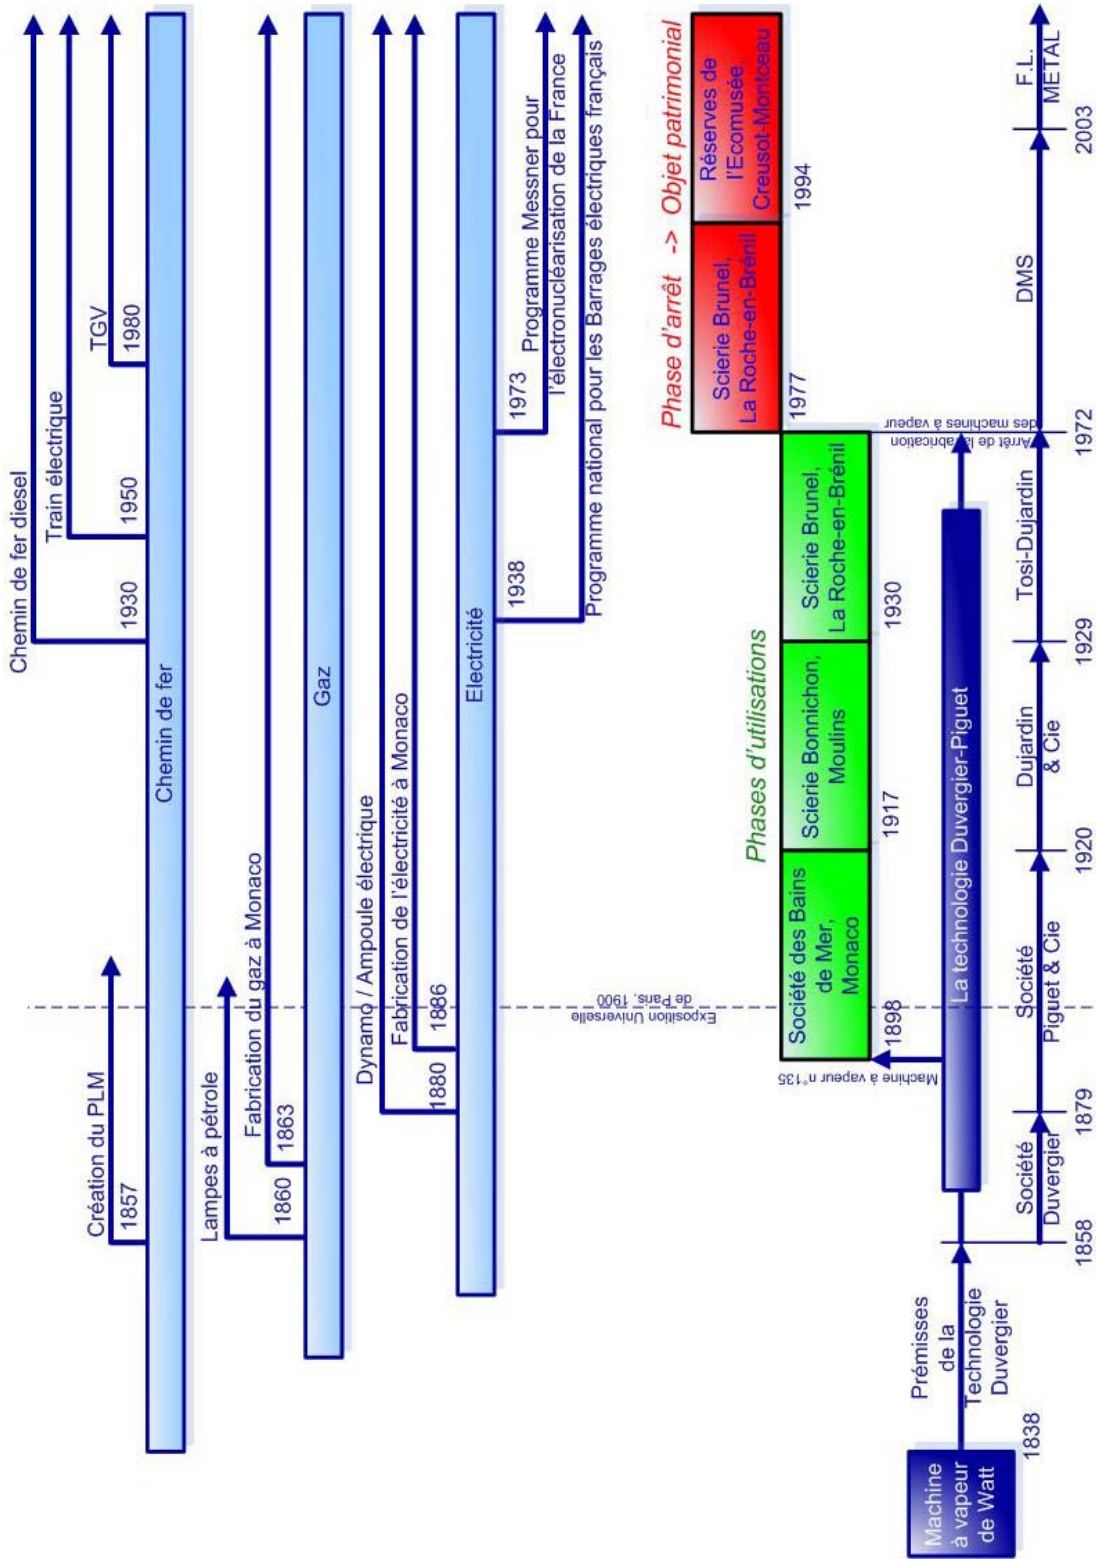 Chemin de fer diesel
Train électrique
TGV
Création du PLM
1857
1930
1950
1980
Chemin de fer
Lampes à pétrole
Fabrication du gaz à Monaco
1860
1863
Gaz
Dynamo / Ampoule électrique
Fabrication de l'électricité à Monaco
1880
1886
Electricité
1938
1973
Programme Messner pour
l'électronucléarisation de la France
Programme national pour les Barrages électriques français
Exposition Universelle
de Paris, 1900
Phase d'arrêt -> Objet patrimonial
Scierie Brunel,
La Roche-en-Brénil
Réserves de
l'Ecomusée,
Creusot-Montceau
1977
1994
Phases d'utilisations
Société des Bains
de Mer,
Monaco
Scierie Bonnichon,
Moulins
Scierie Brunel,
La Roche-en-Brénil
1898
1917
1930
Machine à vapeur n°135
Arrêt de la fabrication
des machines à vapeur
Machine
à vapeur
de Watt
1838
Prémisses
de la
Technologie
Duvergier
La technologie Duvergier-Piguet
Société
Duvergier
Société
Piguet & Cie
Dujardin
& Cie
Tosi-Dujardin
DMS
F.L.
METAL
1858
1879
1920
1929
1972
2003